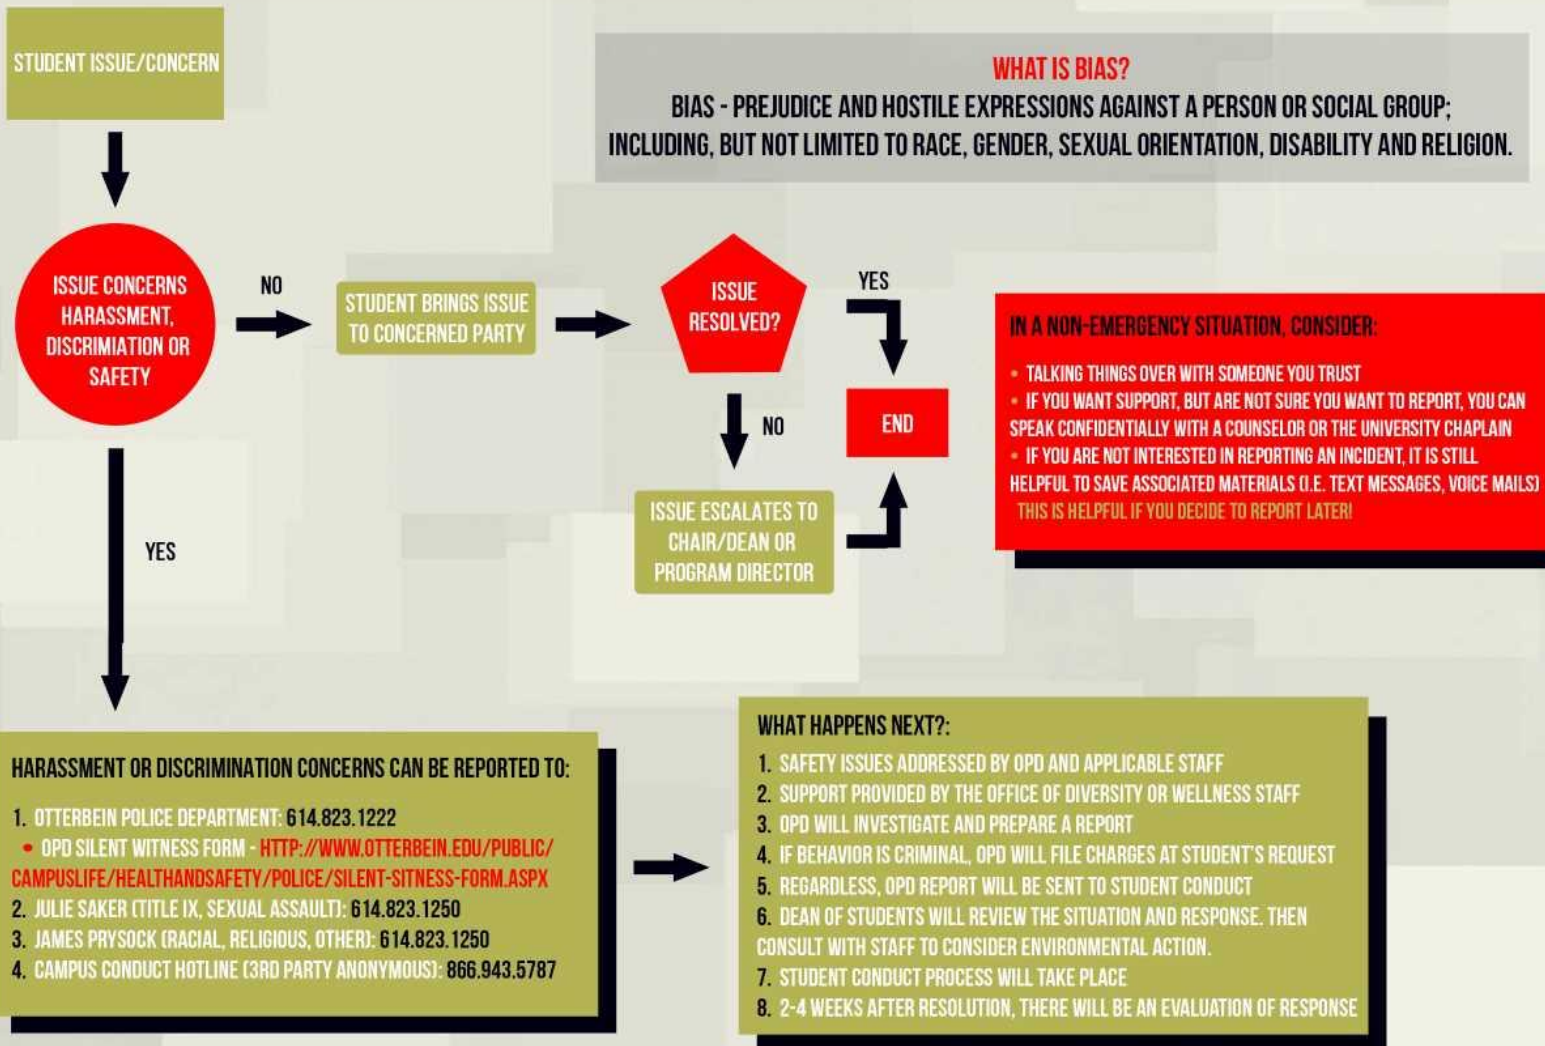 STUDENT ISSUE/CONCERN
WHAT IS BIAS?
BIAS - PREJUDICE AND HOSTILE EXPRESSIONS AGAINST A PERSON OR SOCIAL GROUP;
INCLUDING, BUT NOT LIMITED TO RACE, GENDER, SEXUAL ORIENTATION, DISABILITY AND RELIGION.
ISSUE CONCERNS
HARASSMENT,
DISCRIMIATION OR
SAFETY
NO
STUDENT BRINGS ISSUE
TO CONCERNED PARTY
ISSUE
RESOLVED?
YES
END
NO
ISSUE ESCALATES TO
CHAIR/DEAN OR
PROGRAM DIRECTOR
IN A NON-EMERGENCY SITUATION, CONSIDER:
• TALKING THINGS OVER WITH SOMEONE YOU TRUST
• IF YOU WANT SUPPORT, BUT ARE NOT SURE YOU WANT TO REPORT, YOU CAN
SPEAK CONFIDENTIALLY WITH A COUNSELOR OR THE UNIVERSITY CHAPLAIN
• IF YOU ARE NOT INTERESTED IN REPORTING AN INCIDENT, IT IS STILL
HELPFUL TO SAVE ASSOCIATED MATERIALS (I.E. TEXT MESSAGES, VOICE MAILS)
THIS IS HELPFUL IF YOU DECIDE TO REPORT LATER!
YES
HARASSMENT OR DISCRIMINATION CONCERNS CAN BE REPORTED TO:
1. OTTERBEIN POLICE DEPARTMENT: 614.823.1222
• OPD SILENT WITNESS FORM - HTTP://WWW.OTTERBEIN.EDU/PUBLIC/
CAMPUSLIFE/HEALTHANDSAFETY/POLICE/SILENT-SITNESS-FORM.ASPX
2. JULIE SAKER (TITLE IX, SEXUAL ASSAULT): 614.823.1250
3. JAMES PRYSOCK (RACIAL, RELIGIOUS, OTHER): 614.823.1250
4. CAMPUS CONDUCT HOTLINE (3RD PARTY ANONYMOUS): 866.943.5787
WHAT HAPPENS NEXT?:
1. SAFETY ISSUES ADDRESSED BY OPD AND APPLICABLE STAFF
2. SUPPORT PROVIDED BY THE OFFICE OF DIVERSITY OR WELLNESS STAFF
3. OPD WILL INVESTIGATE AND PREPARE A REPORT
4. IF BEHAVIOR IS CRIMINAL, OPD WILL FILE CHARGES AT STUDENT'S REQUEST
5. REGARDLESS, OPD REPORT WILL BE SENT TO STUDENT CONDUCT
6. DEAN OF STUDENTS WILL REVIEW THE SITUATION AND RESPONSE. THEN
CONSULT WITH STAFF TO CONSIDER ENVIRONMENTAL ACTION.
7. STUDENT CONDUCT PROCESS WILL TAKE PLACE
8. 2-4 WEEKS AFTER RESOLUTION, THERE WILL BE AN EVALUATION OF RESPONSE